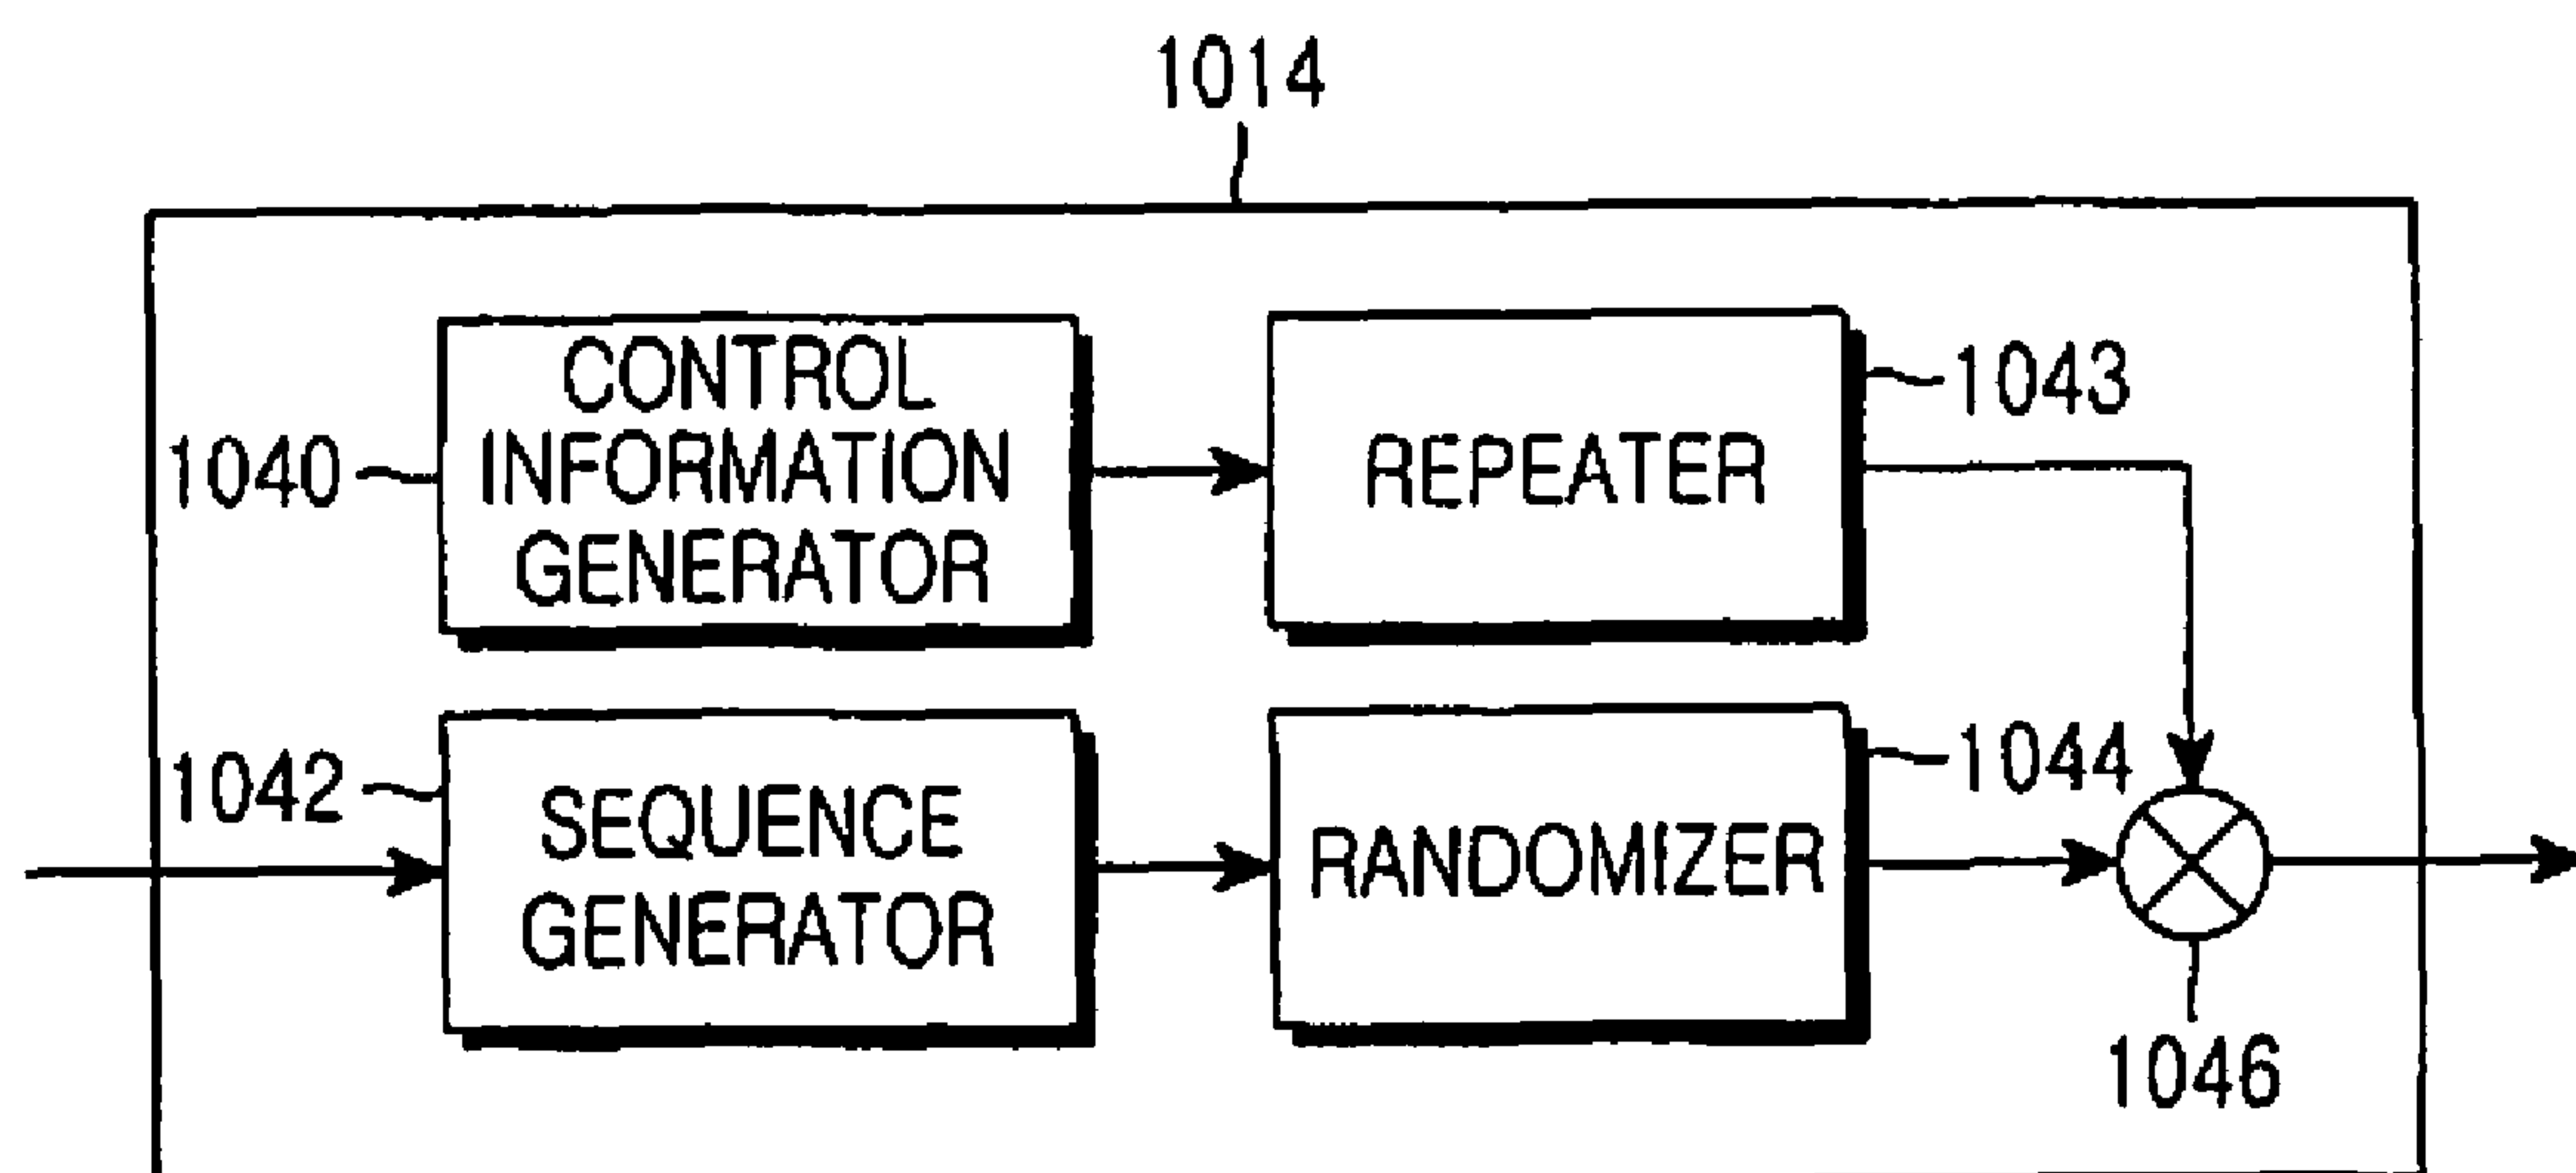 1014
CONTROL
INFORMATION
GENERATOR
1040
REPEATER
1043
1042
SEQUENCE
GENERATOR
RANDOMIZER
1044
1046